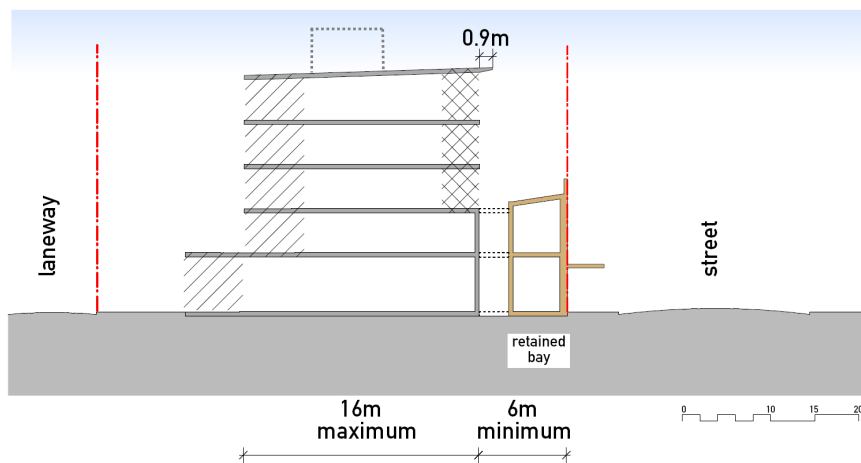 0.9m
laneway
street
retained
bay
16m
maximum
6m
minimum
0 10 15 20